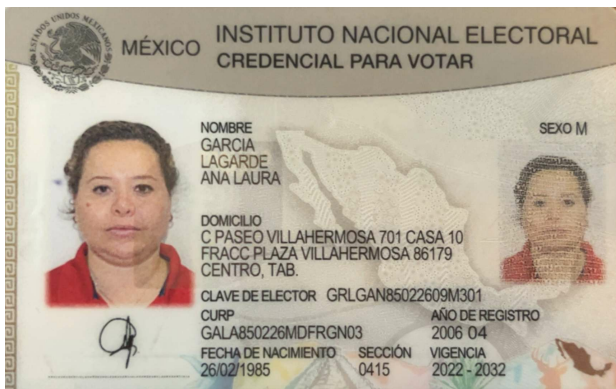 ESTADOS UNIDOS MEXICANOS
MÉXICO
INSTITUTO NACIONAL ELECTORAL
CREDENCIAL PARA VOTAR
NOMBRE
GARCIA
LAGARDE
ANA LAURA
SEXO M
DOMICILIO
C PASEO VILLAHERMOSA 701 CASA 10
FRACC PLAZA VILLAHERMOSA 86179
CENTRO, TAB.
CLAVE DE ELECTOR GRLGAN85022609M301
CURP AÑO DE REGISTRO
GALA850226MDFRGN03 2006 04
FECHA DE NACIMIENTO SECCIÓN VIGENCIA
26/02/1985 0415 2022 - 2032